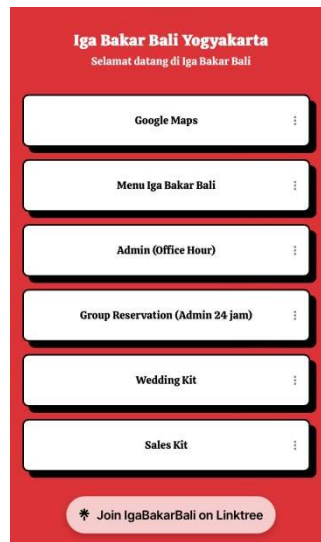 Iga Bakar Bali Yogyakarta
Selamat datang di Iga Bakar Bali
Google Maps
Menu Iga Bakar Bali
Admin (Office Hour)
Group Reservation (Admin 24 jam)
Wedding Kit
Sales Kit
Join IgaBakarBali on Linktree